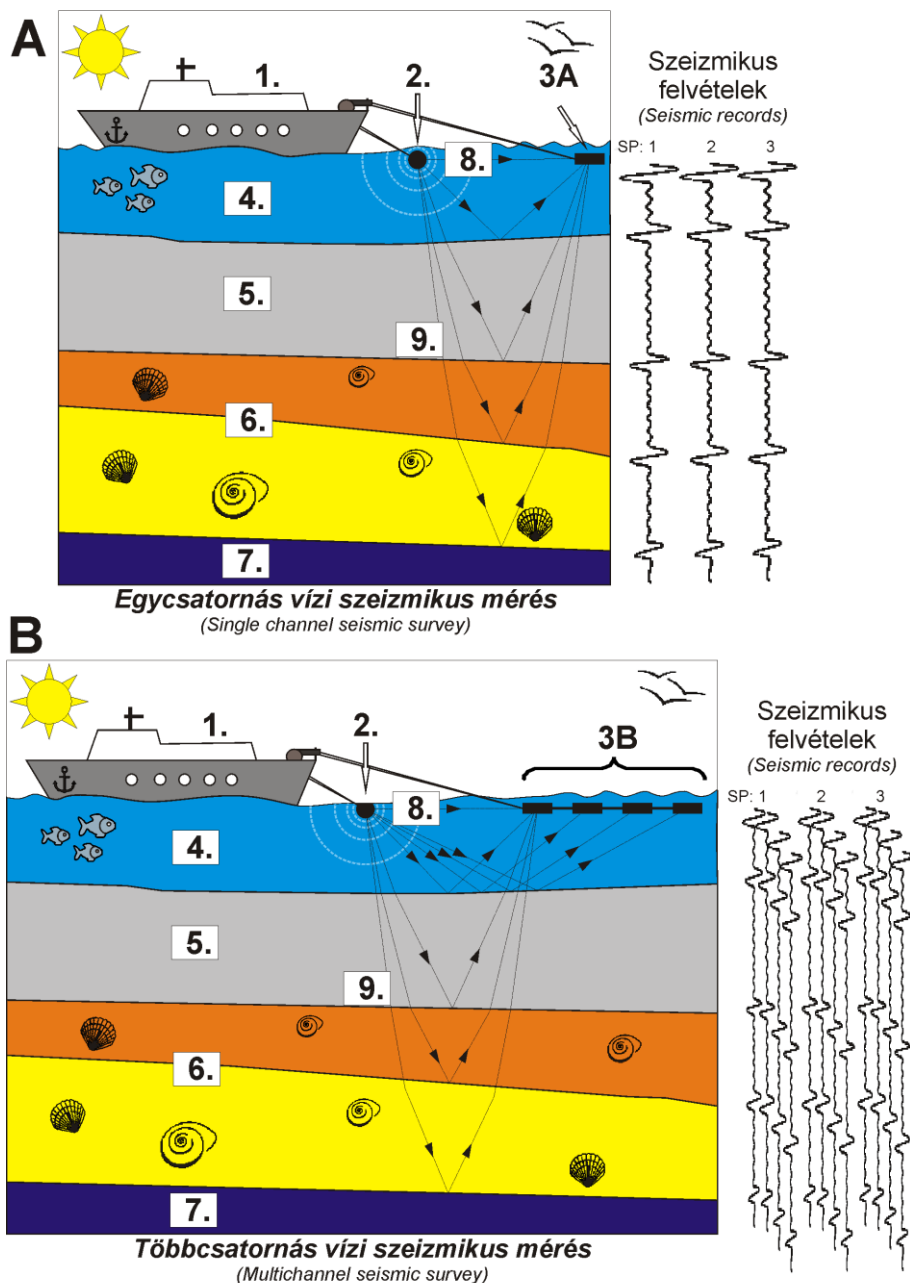 A
1.
2.
3A
Szeizmikus
felvételek
(Seismic records)
SP: 1 2 3
8.
4.
5.
9.
6.
7.
Egycsatornás vízi szeizmikus mérés
(Single channel seismic survey)
B
1.
2.
3B
Szeizmikus
felvételek
(Seismic records)
SP: 1 2 3
8.
4.
5.
9.
6.
7.
Többcsatornás vízi szeizmikus mérés
(Multichannel seismic survey)